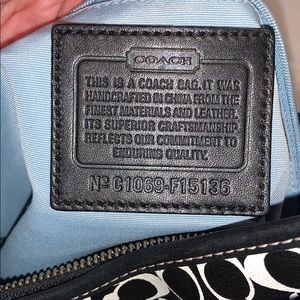 COACH
THIS IS A COACH BAG. IT WAS
HANDCRAFTED IN CHINA FROM THE
FINEST MATERIALS AND LEATHER.
ITS SUPERIOR CRAFTSMANSHIP
REFLECTS OUR COMMITMENT TO
ENDURING QUALITY.
Nº C1069-F15136